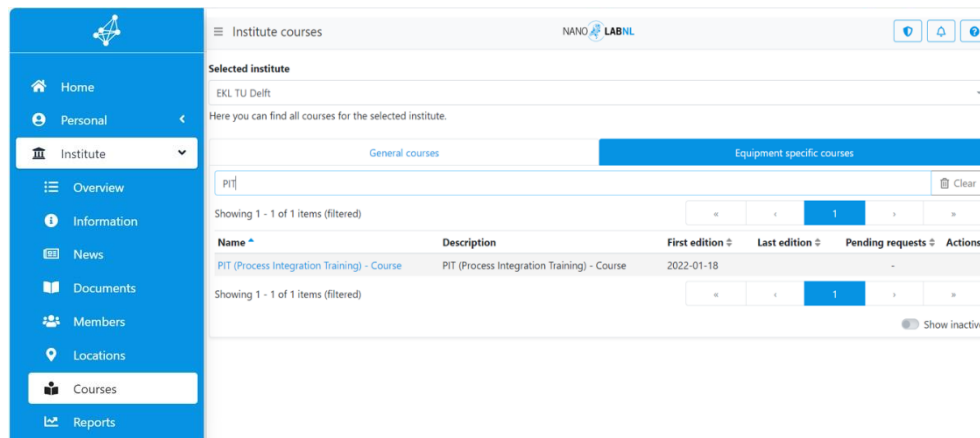 Institute courses
NANO LABNL
Home
Personal
Institute
Overview
Information
News
Documents
Members
Locations
Courses
Reports
Selected institute
EKL TU Delft
Here you can find all courses for the selected institute.
General courses
Equipment specific courses
PIT
Clear
Showing 1 - 1 of 1 items (filtered)
« ‹ 1 › »
Name Description First edition Last edition Pending requests Actions
PIT (Process Integration Training) - Course PIT (Process Integration Training) - Course 2022-01-18 -
Showing 1 - 1 of 1 items (filtered)
« ‹ 1 › »
Show inactive